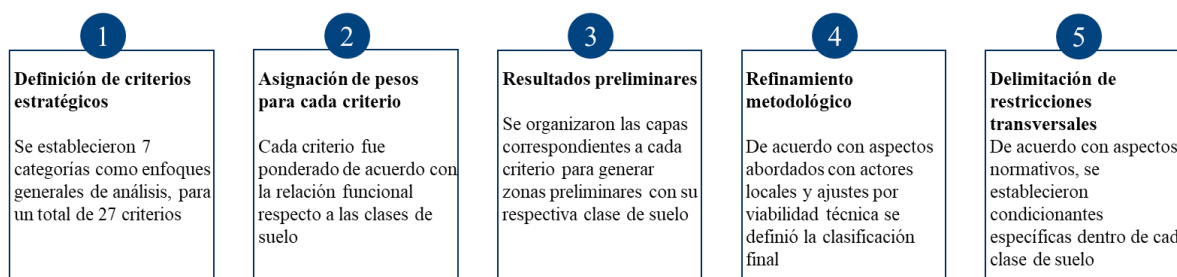 1
Definición de criterios
estratégicos
Se establecieron 7
categorías como enfoques
generales de análisis, para
un total de 27 criterios
2
Asignación de pesos
para cada criterio
Cada criterio fue
ponderado de acuerdo con
la relación funcional
respecto a las clases de
suelo
3
Resultados preliminares
Se organizaron las capas
correspondientes a cada
criterio para generar
zonas preliminares con su
respectiva clase de suelo
4
Refinamiento
metodológico
De acuerdo con aspectos
abordados con actores
locales y ajustes por
viabilidad técnica se
definió la clasificación
final
5
Delimitación de
restricciones
transversales
De acuerdo con aspectos
normativos, se
establecieron
condicionantes
específicas dentro de cad
clase de suelo